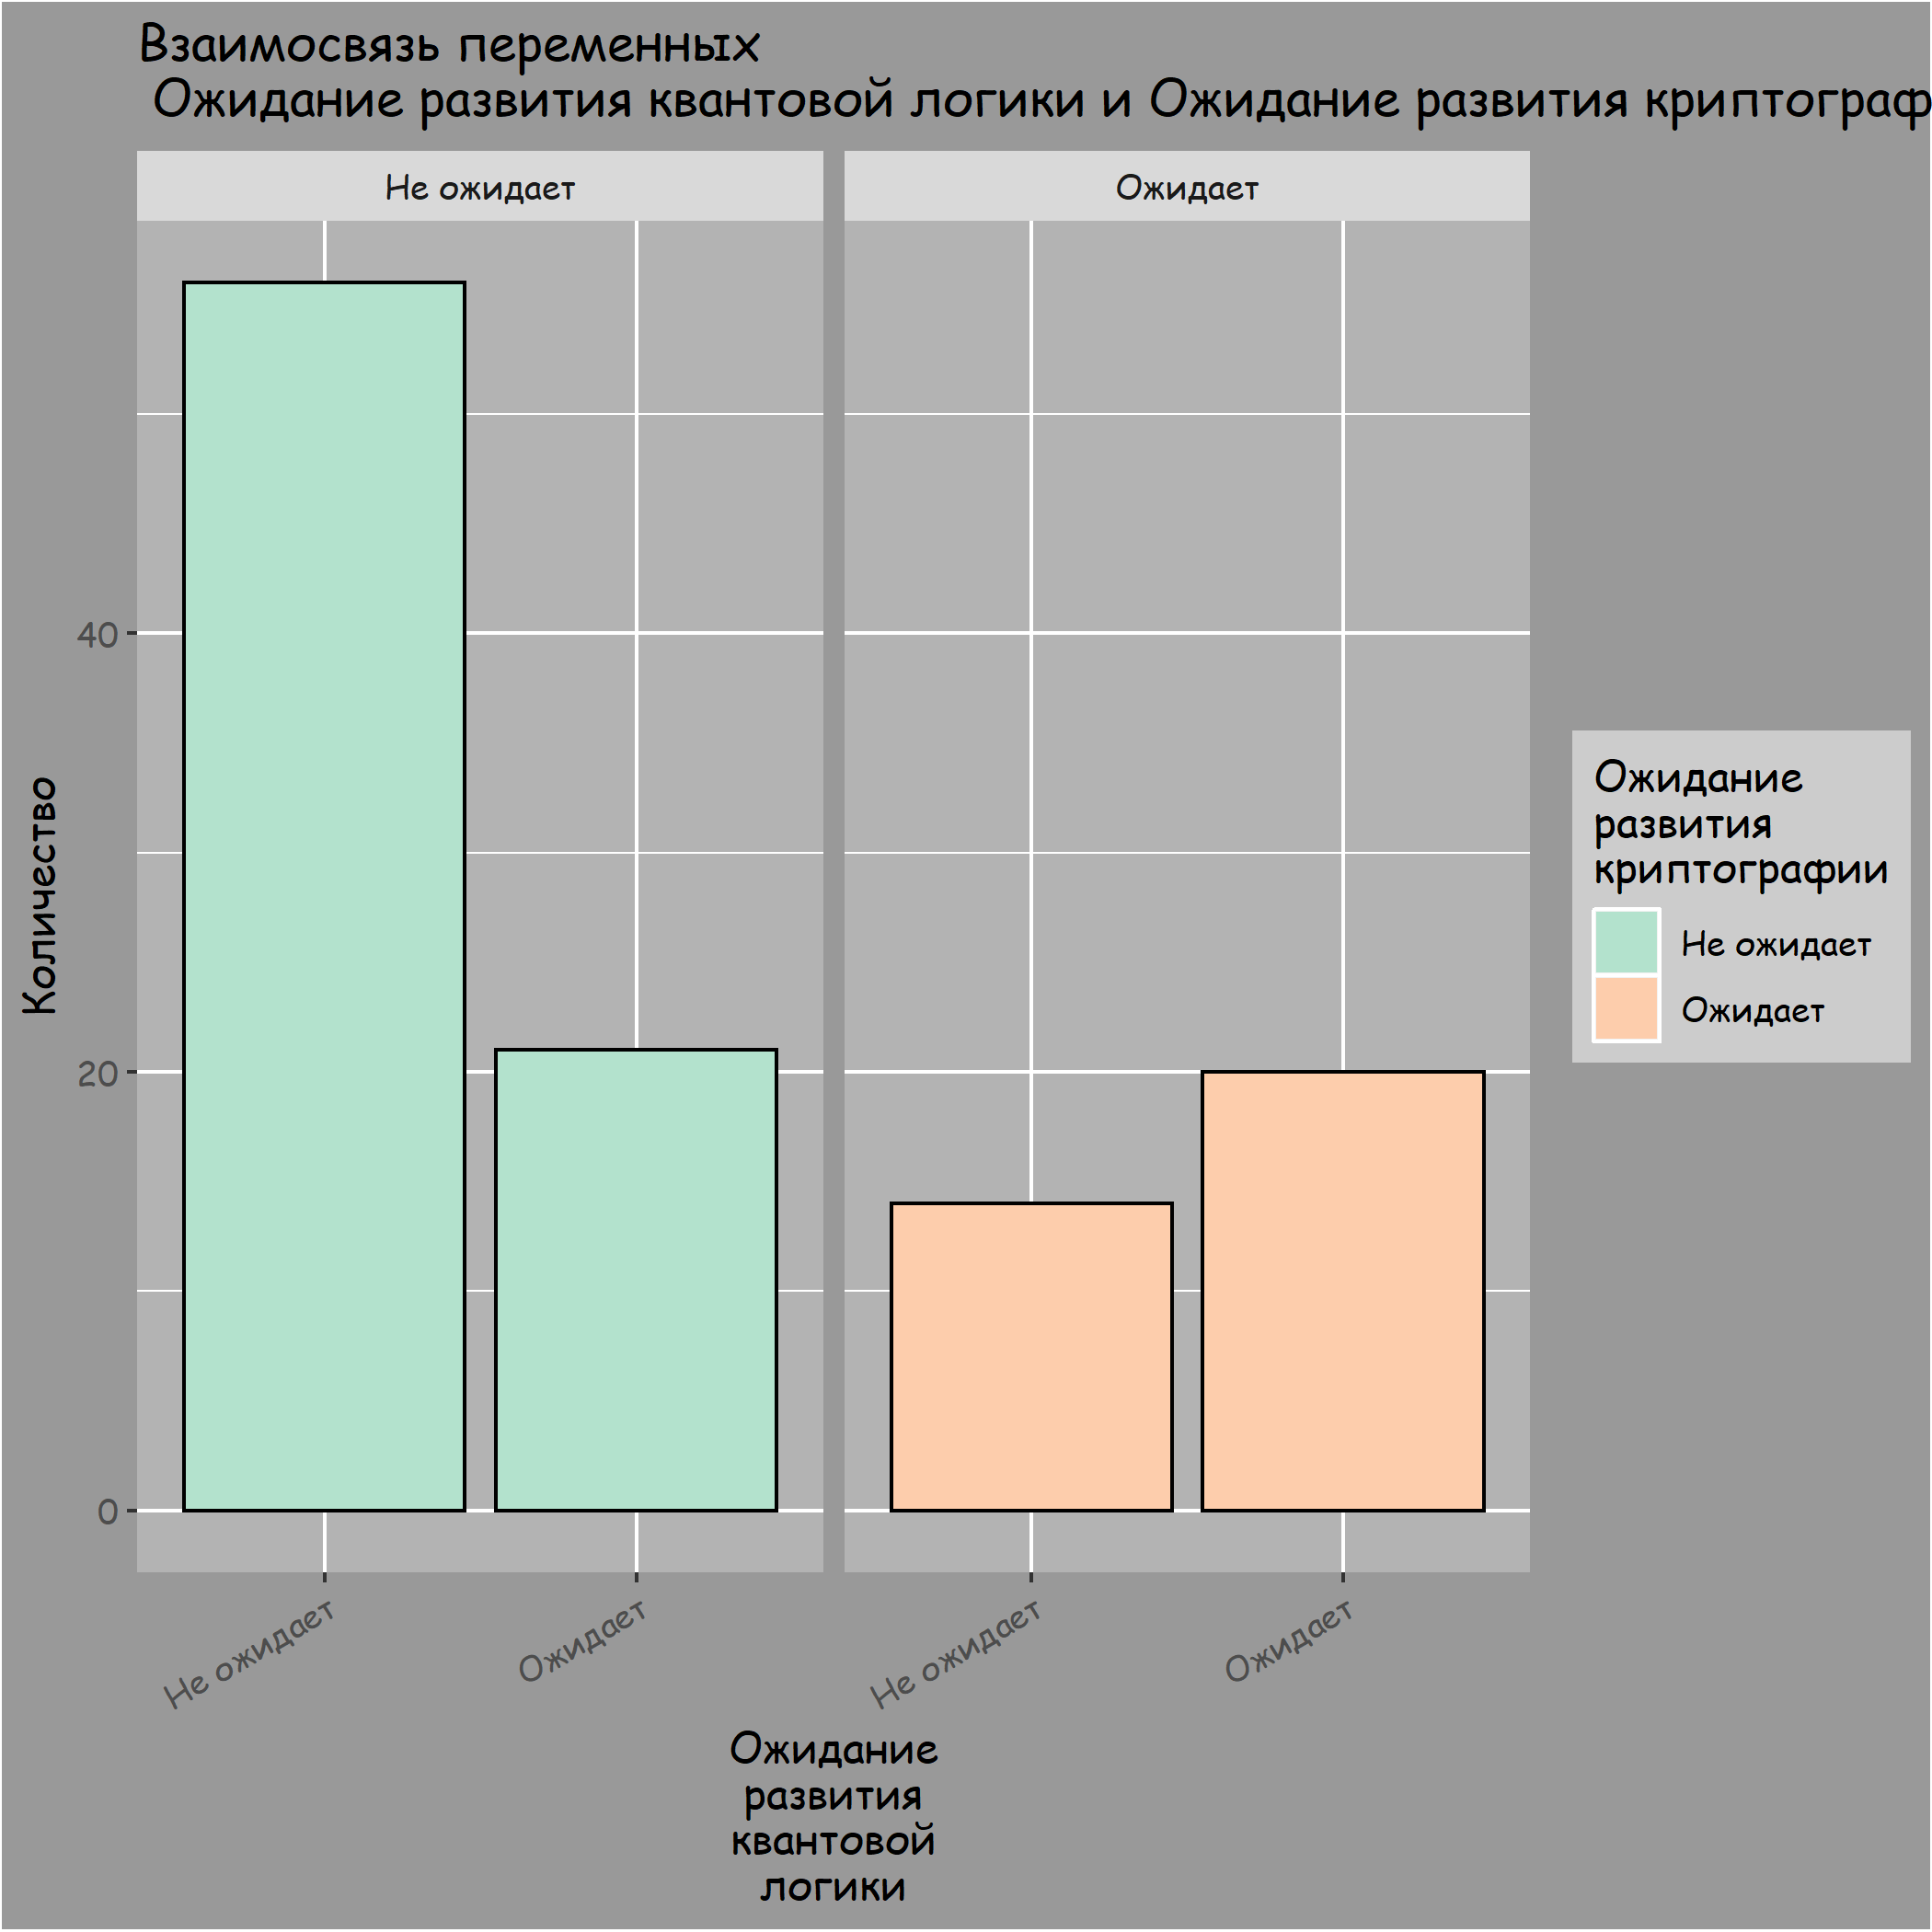 Взаимосвязь переменных
Ожидание развития квантовой логики и Ожидание развития криптограф
Не ожидает
Ожидает
40
20
0
Количество
Не ожидает
Ожидает
Не ожидает
Ожидает
Ожидание
развития
квантовой
логики
Ожидание
развития
криптографии
Не ожидает
Ожидает